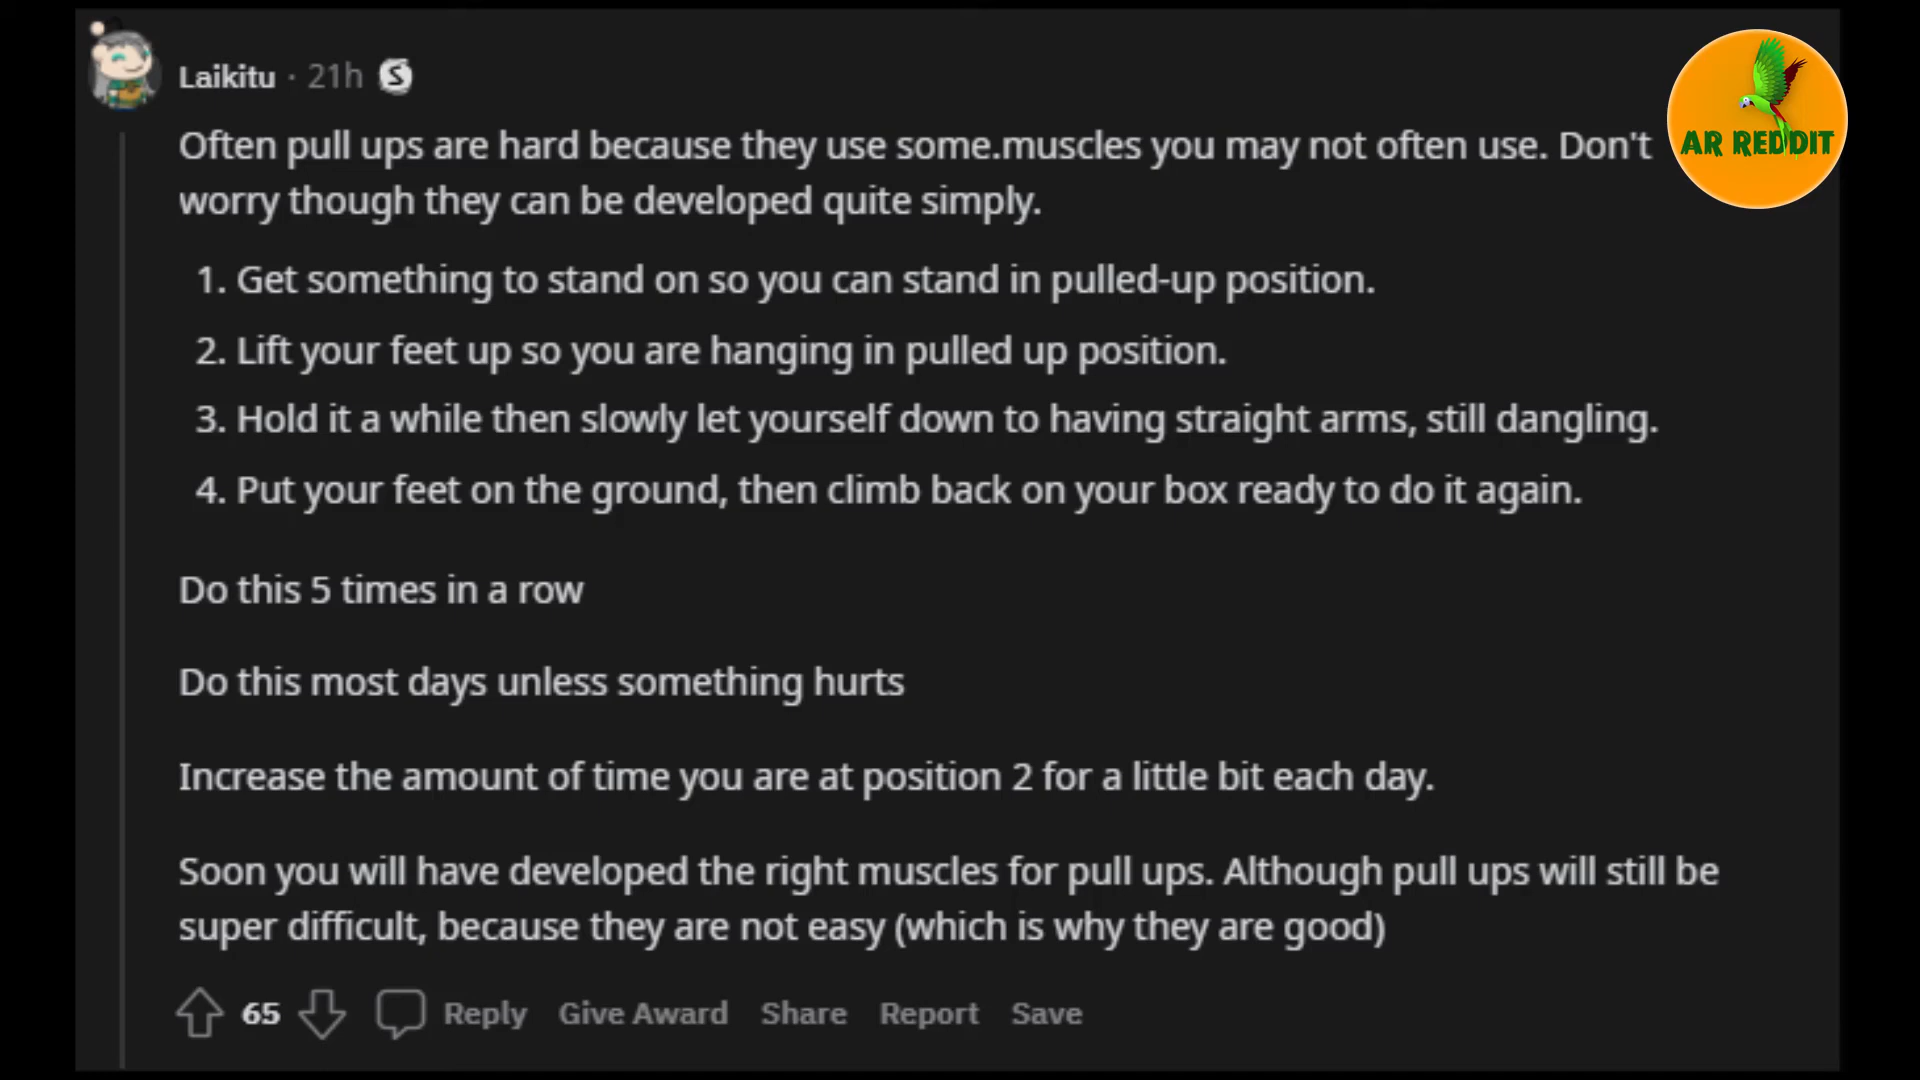 Laikitu · 21h S
AR REDDIT
Often pull ups are hard because they use some.muscles you may not often use. Don't
worry though they can be developed quite simply.
1. Get something to stand on so you can stand in pulled-up position.
2. Lift your feet up so you are hanging in pulled up position.
3. Hold it a while then slowly let yourself down to having straight arms, still dangling.
4. Put your feet on the ground, then climb back on your box ready to do it again.
Do this 5 times in a row
Do this most days unless something hurts
Increase the amount of time you are at position 2 for a little bit each day.
Soon you will have developed the right muscles for pull ups. Although pull ups will still be
super difficult, because they are not easy (which is why they are good)
65 Reply Give Award Share Report Save